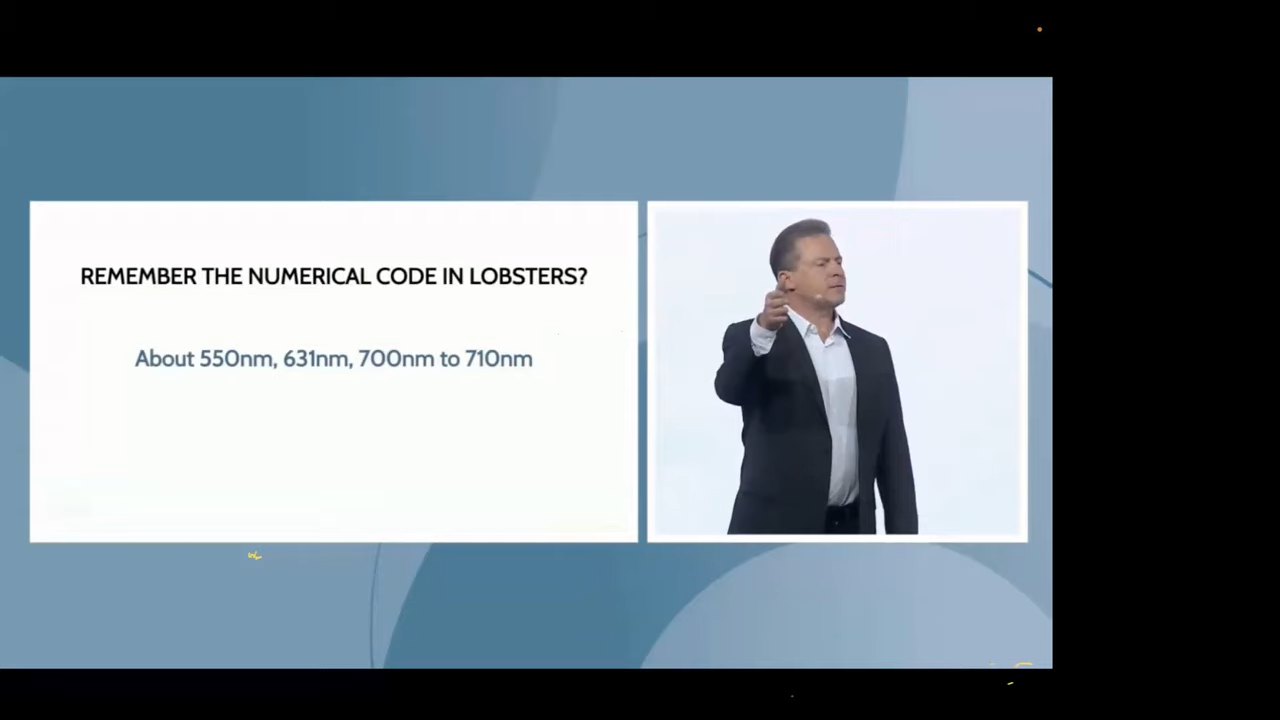 REMEMBER THE NUMERICAL CODE IN LOBSTERS?
About 550nm, 631nm, 700nm to 710nm